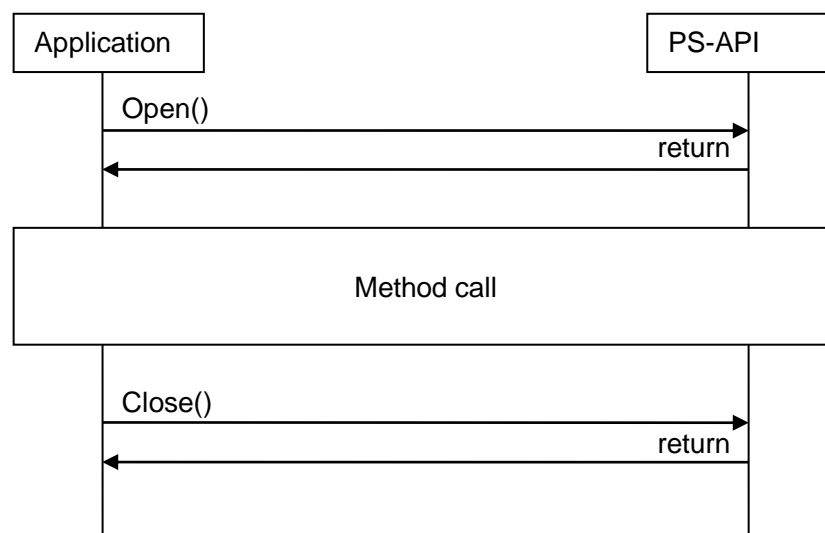 Application
PS-API
Open()
return
Method call
Close()
return